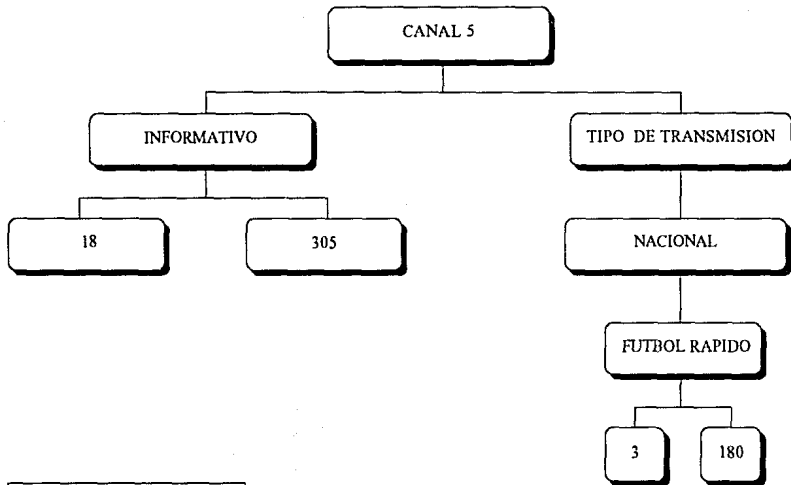 CANAL 5
INFORMATIVO
TIPO DE TRANSMISION
18
305
NACIONAL
FUTBOL RAPIDO
3
180